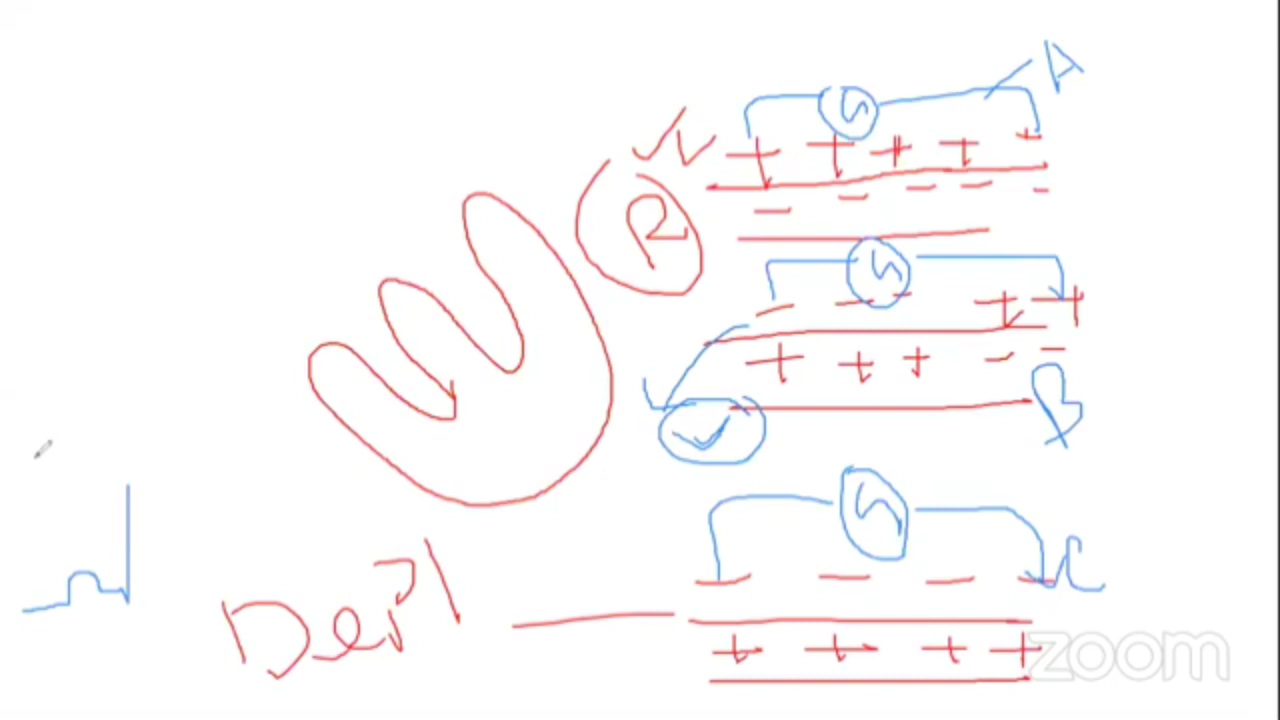 A
R
+ + + + +
- - - - -
- - - + +
+ + + - -
B
Depl
- - - -
C
+ + + +
zoom